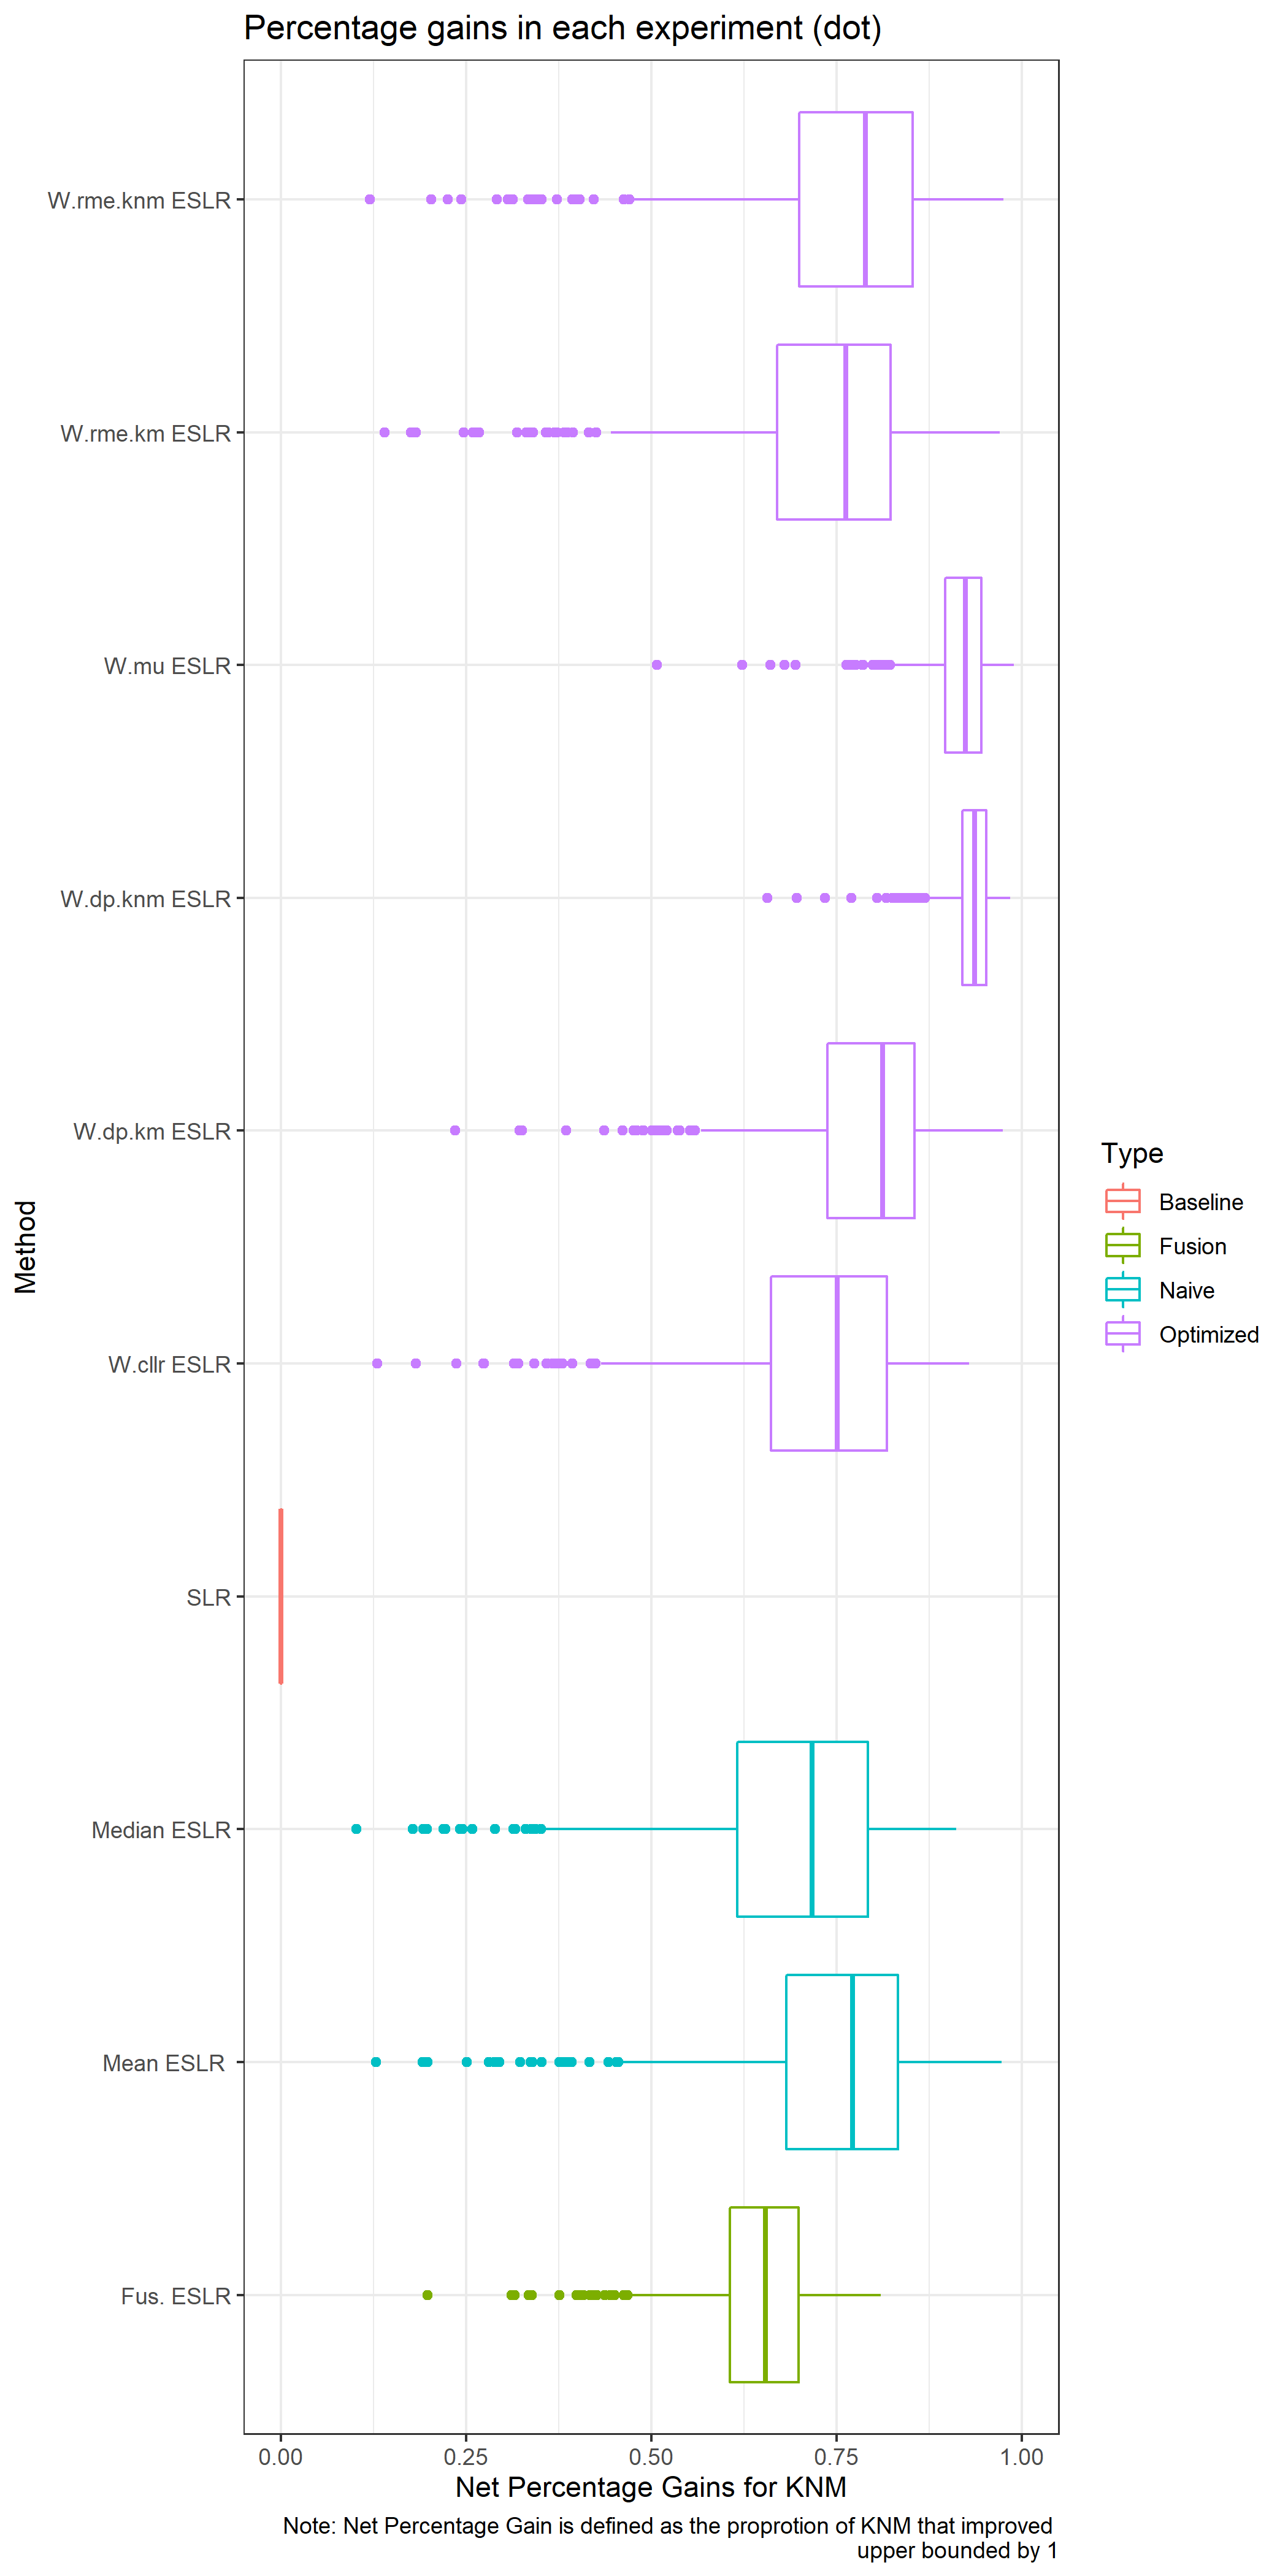 Percentage gains in each experiment (dot)
W.rme.knm ESLR
W.rme.km ESLR
W.mu ESLR
W.dp.knm ESLR
W.dp.km ESLR
W.cllr ESLR
SLR
Median ESLR
Mean ESLR
Fus. ESLR
Method
0.00
0.25
0.50
0.75
1.00
Net Percentage Gains for KNM
Note: Net Percentage Gain is defined as the proprotion of KNM that improved
upper bounded by 1
Type
Baseline
Fusion
Naive
Optimized